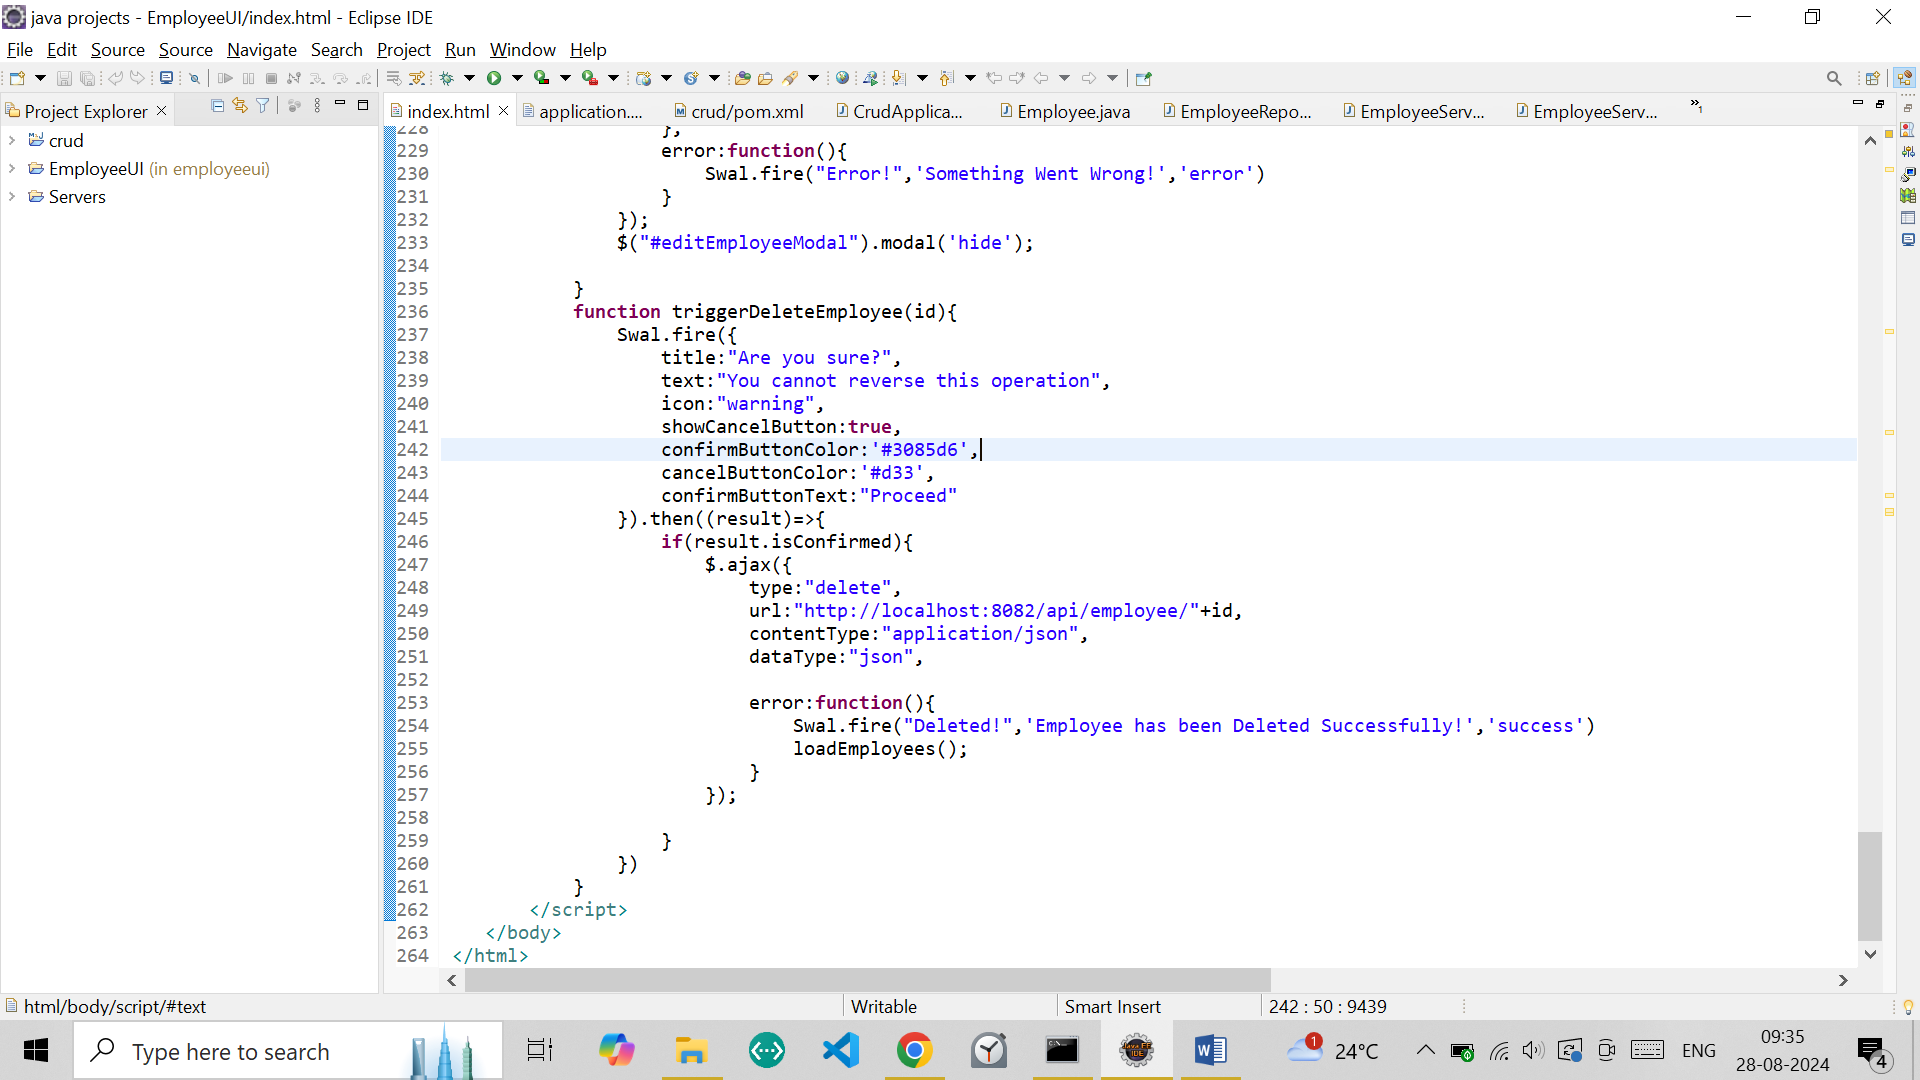 java projects - EmployeeUI/index.html - Eclipse IDE
File Edit Source Source Navigate Search Project Run Window Help
Project Explorer
index.html application.... crud/pom.xml CrudApplica... Employee.java EmployeeRepo... EmployeeServ... EmployeeServ... »1
crud
EmployeeUI (in employeeui)
Servers
228 },
229 error:function(){
230 Swal.fire("Error!",'Something Went Wrong!','error')
231 }
232 });
233 $("#editEmployeeModal").modal('hide');
234
235 }
236 function triggerDeleteEmployee(id){
237 Swal.fire({
238 title:"Are you sure?",
239 text:"You cannot reverse this operation",
240 icon:"warning",
241 showCancelButton:true,
242 confirmButtonColor:'#3085d6',
243 cancelButtonColor:'#d33',
244 confirmButtonText:"Proceed"
245 }).then((result)=>{
246 if(result.isConfirmed){
247 $.ajax({
248 type:"delete",
249 url:"http://localhost:8082/api/employee/"+id,
250 contentType:"application/json",
251 dataType:"json",
252
253 error:function(){
254 Swal.fire("Deleted!",'Employee has been Deleted Successfully!','success')
255 loadEmployees();
256 }
257 });
258
259 }
260 })
261 }
262 </script>
263 </body>
264 </html>
html/body/script/#text Writable Smart Insert 242 : 50 : 9439
Type here to search 1 24°C ENG 09:35
28-08-2024 4